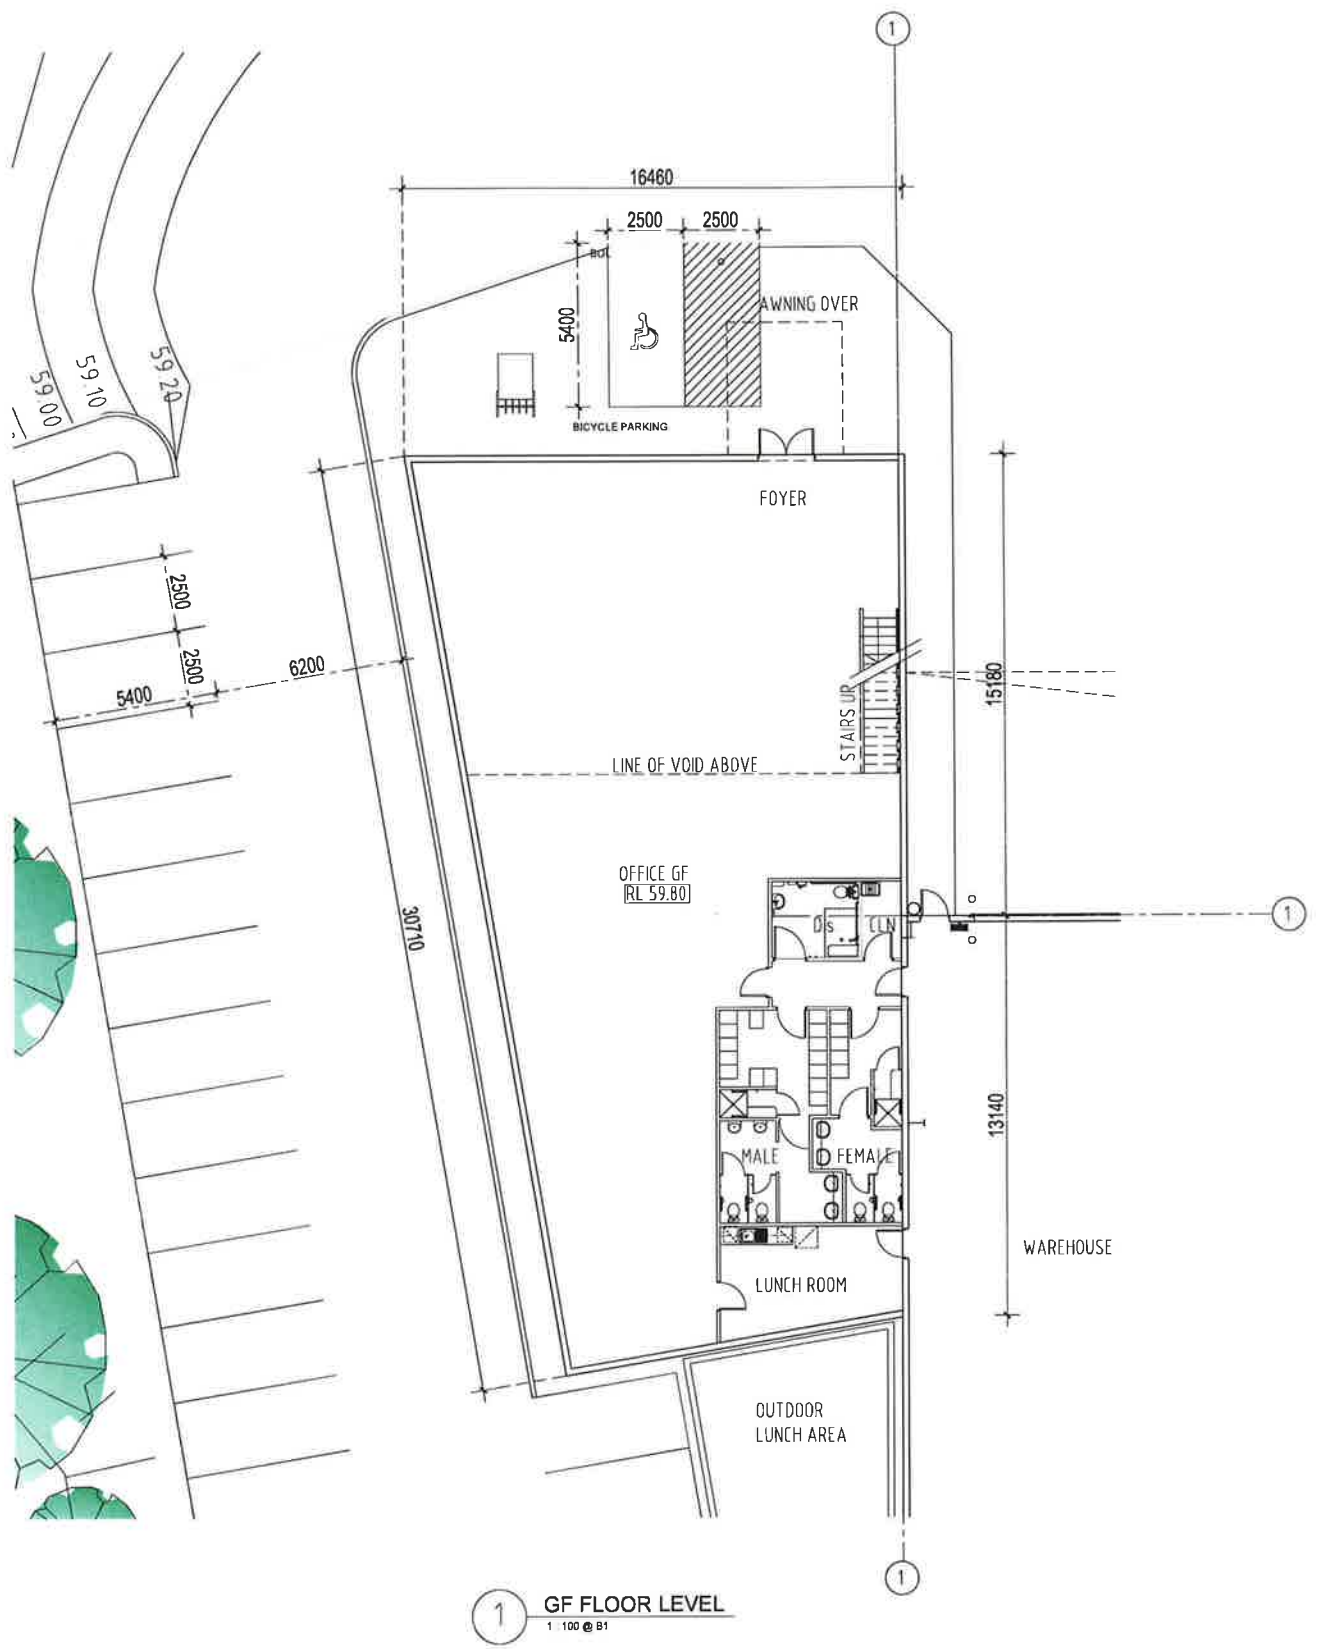 1
16460
2500
2500
BOL
5400
AWNING OVER
59.00
59.10
59.20
BICYCLE PARKING
FOYER
2500
2500
5400
6200
15180
STAIRS UP
LINE OF VOID ABOVE
OFFICE GF
RL 59.80
30710
Dis
CLN
1
13140
MALE
FEMALE
WAREHOUSE
LUNCH ROOM
OUTDOOR
LUNCH AREA
1
1
GF FLOOR LEVEL
1 : 100 @ B1